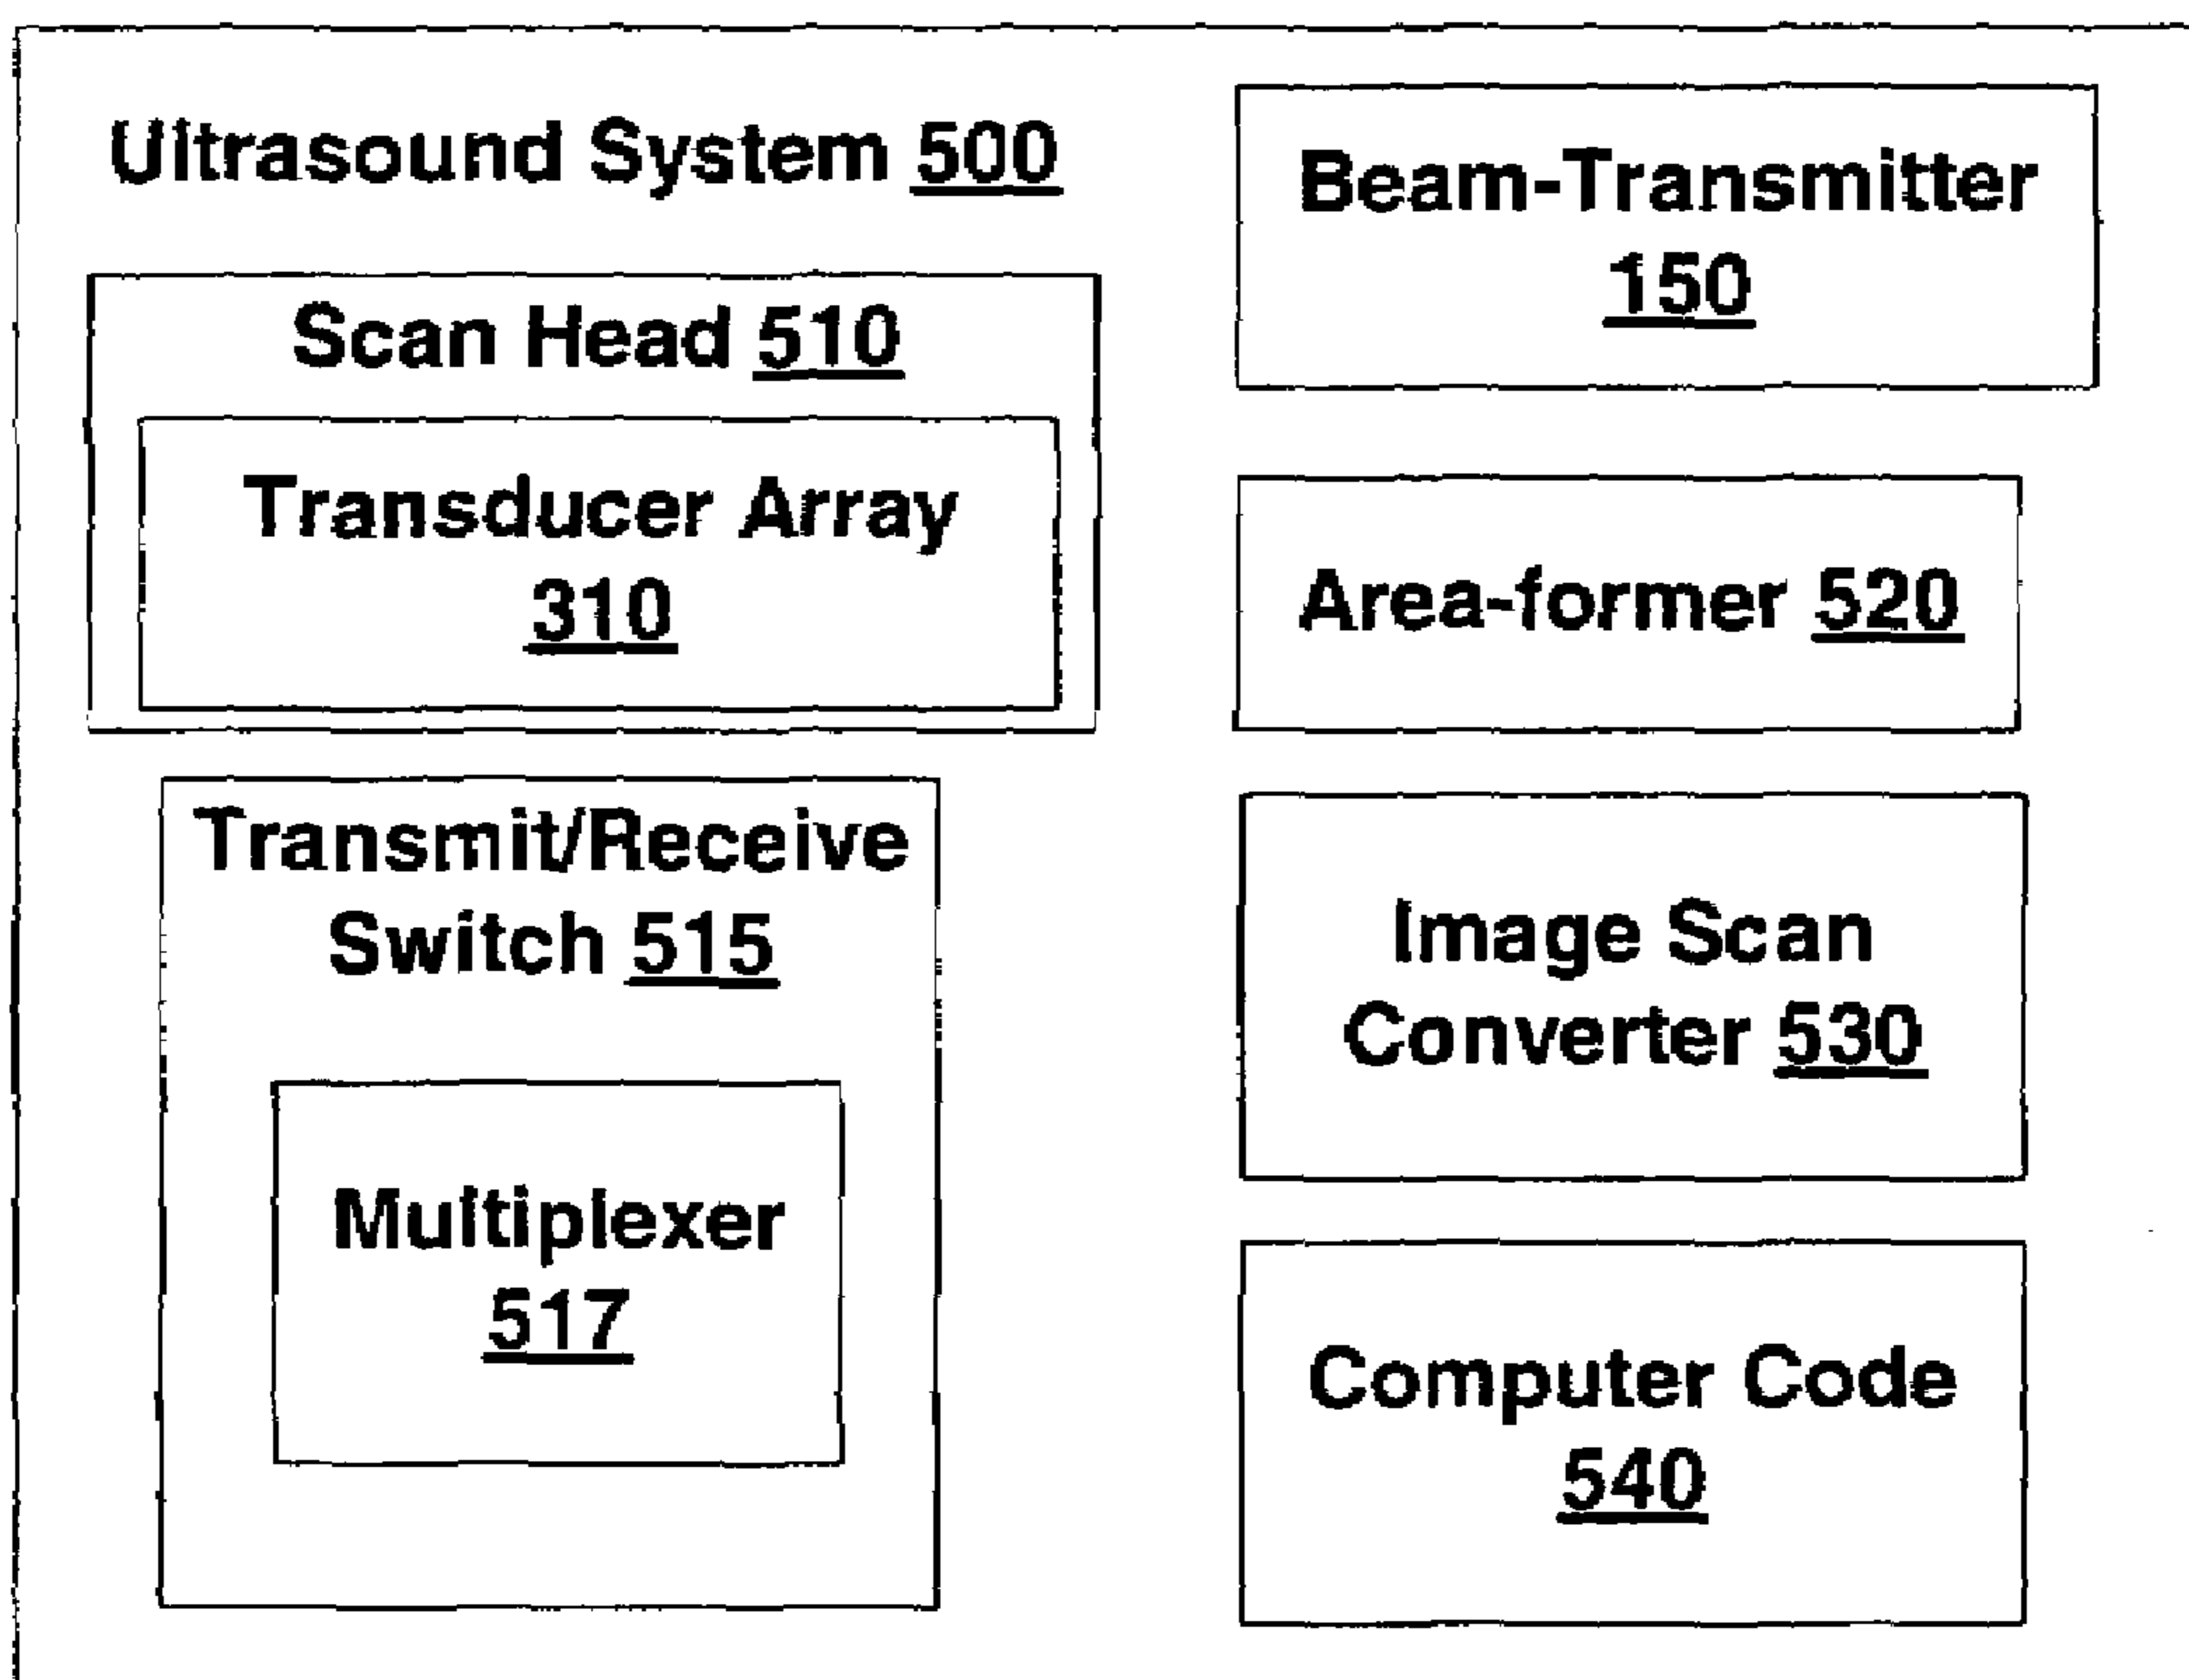 Ultrasound System 500
Scan Head 510
Transducer Array
310
Transmit/Receive
Switch 515
Multiplexer
517
Beam-Transmitter
150
Area-former 520
Image Scan
Converter 530
Computer Code
540